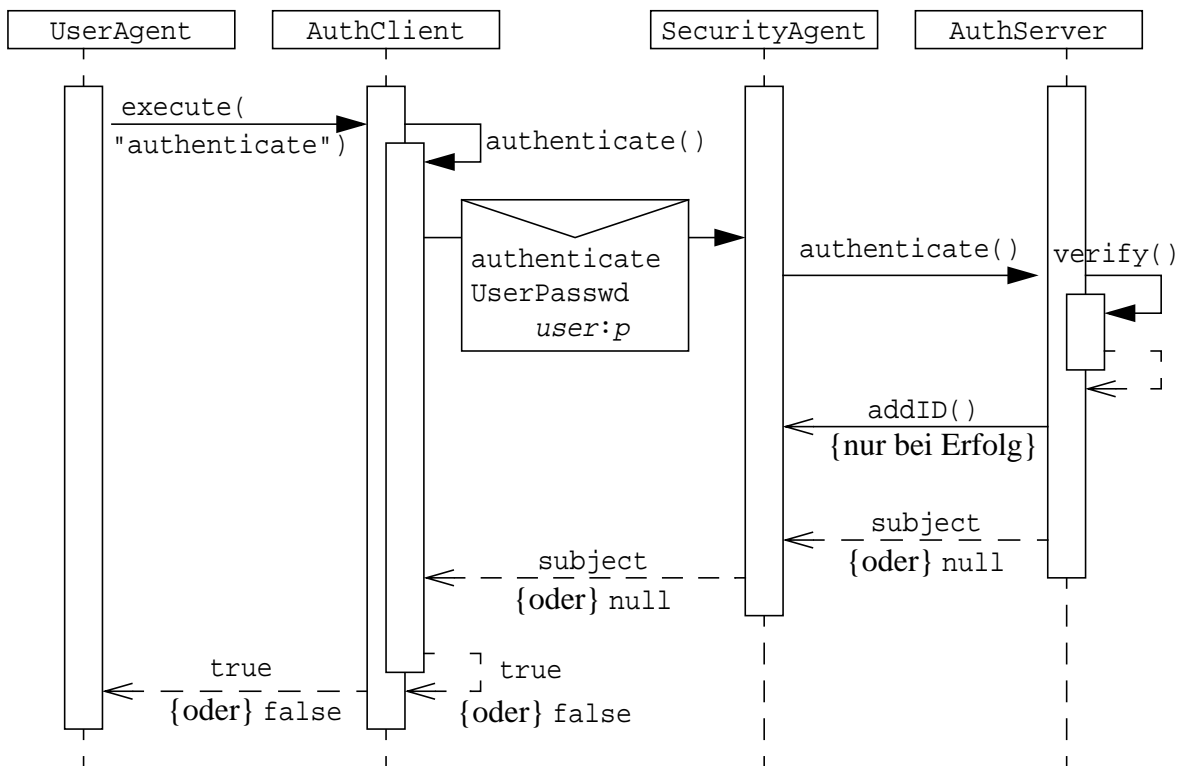 UserAgent
AuthClient
SecurityAgent
AuthServer
execute(
"authenticate")
authenticate()
authenticate
UserPasswd
user:p
authenticate()
verify()
addID()
{nur bei Erfolg}
subject
{oder} null
subject
{oder} null
true
{oder} false
true
{oder} false